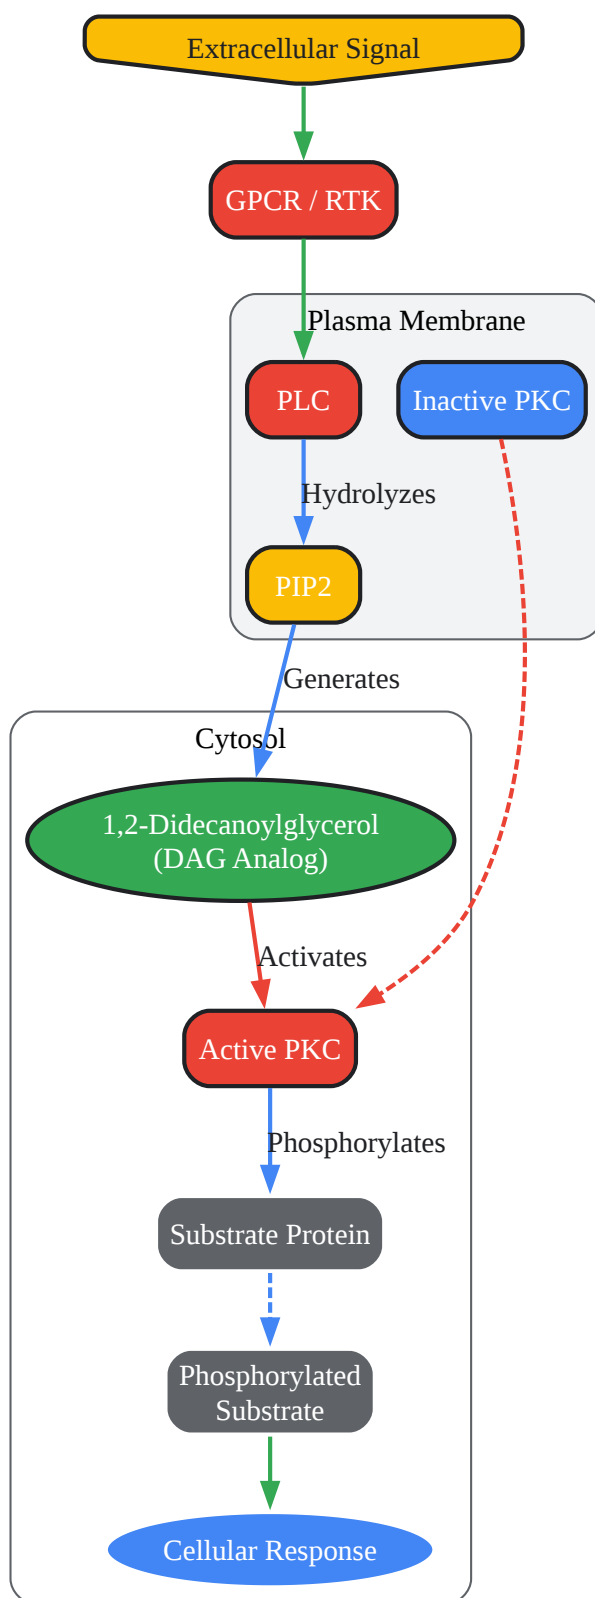 Extracellular Signal
GPCR / RTK
Plasma Membrane
PLC
Inactive PKC
Hydrolyzes
PIP2
Generates
Cytosol
1,2-Didecanoylglycerol
(DAG Analog)
Activates
Active PKC
Phosphorylates
Substrate Protein
Phosphorylated
Substrate
Cellular Response